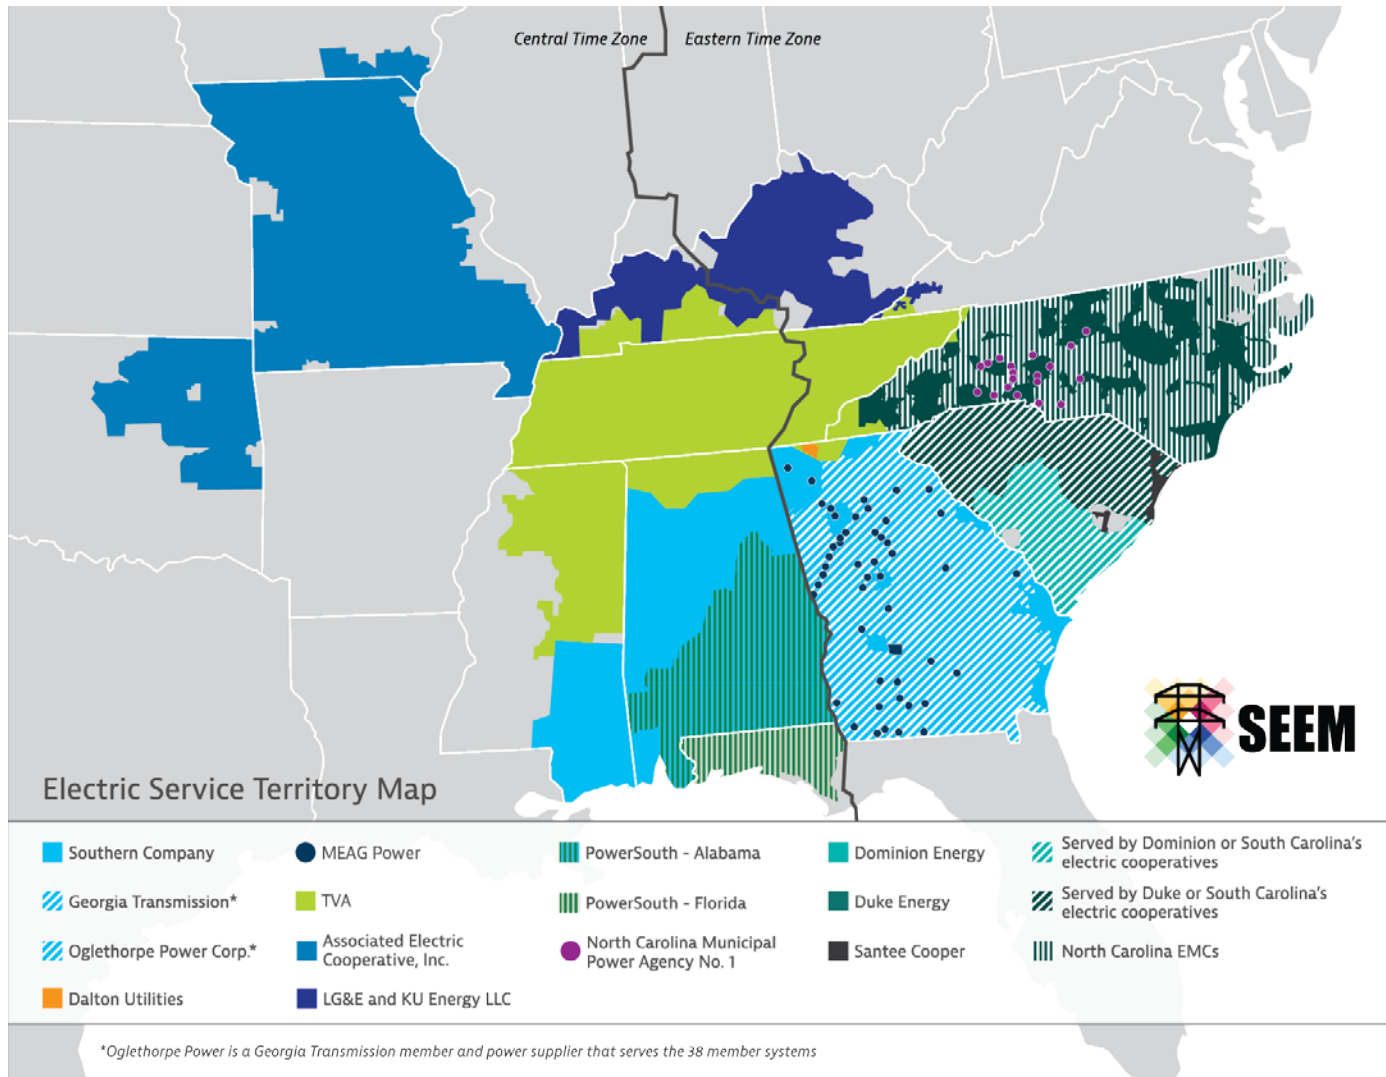 Central Time Zone
Eastern Time Zone
SEEM
Electric Service Territory Map
Southern Company
Georgia Transmission*
Oglethorpe Power Corp.*
Dalton Utilities
MEAG Power
TVA
Associated Electric
Cooperative, Inc.
LG&E and KU Energy LLC
PowerSouth - Alabama
PowerSouth - Florida
North Carolina Municipal
Power Agency No. 1
Dominion Energy
Duke Energy
Santee Cooper
Served by Dominion or South Carolina's
electric cooperatives
Served by Duke or South Carolina's
electric cooperatives
North Carolina EMCs
*Oglethorpe Power is a Georgia Transmission member and power supplier that serves the 38 member systems